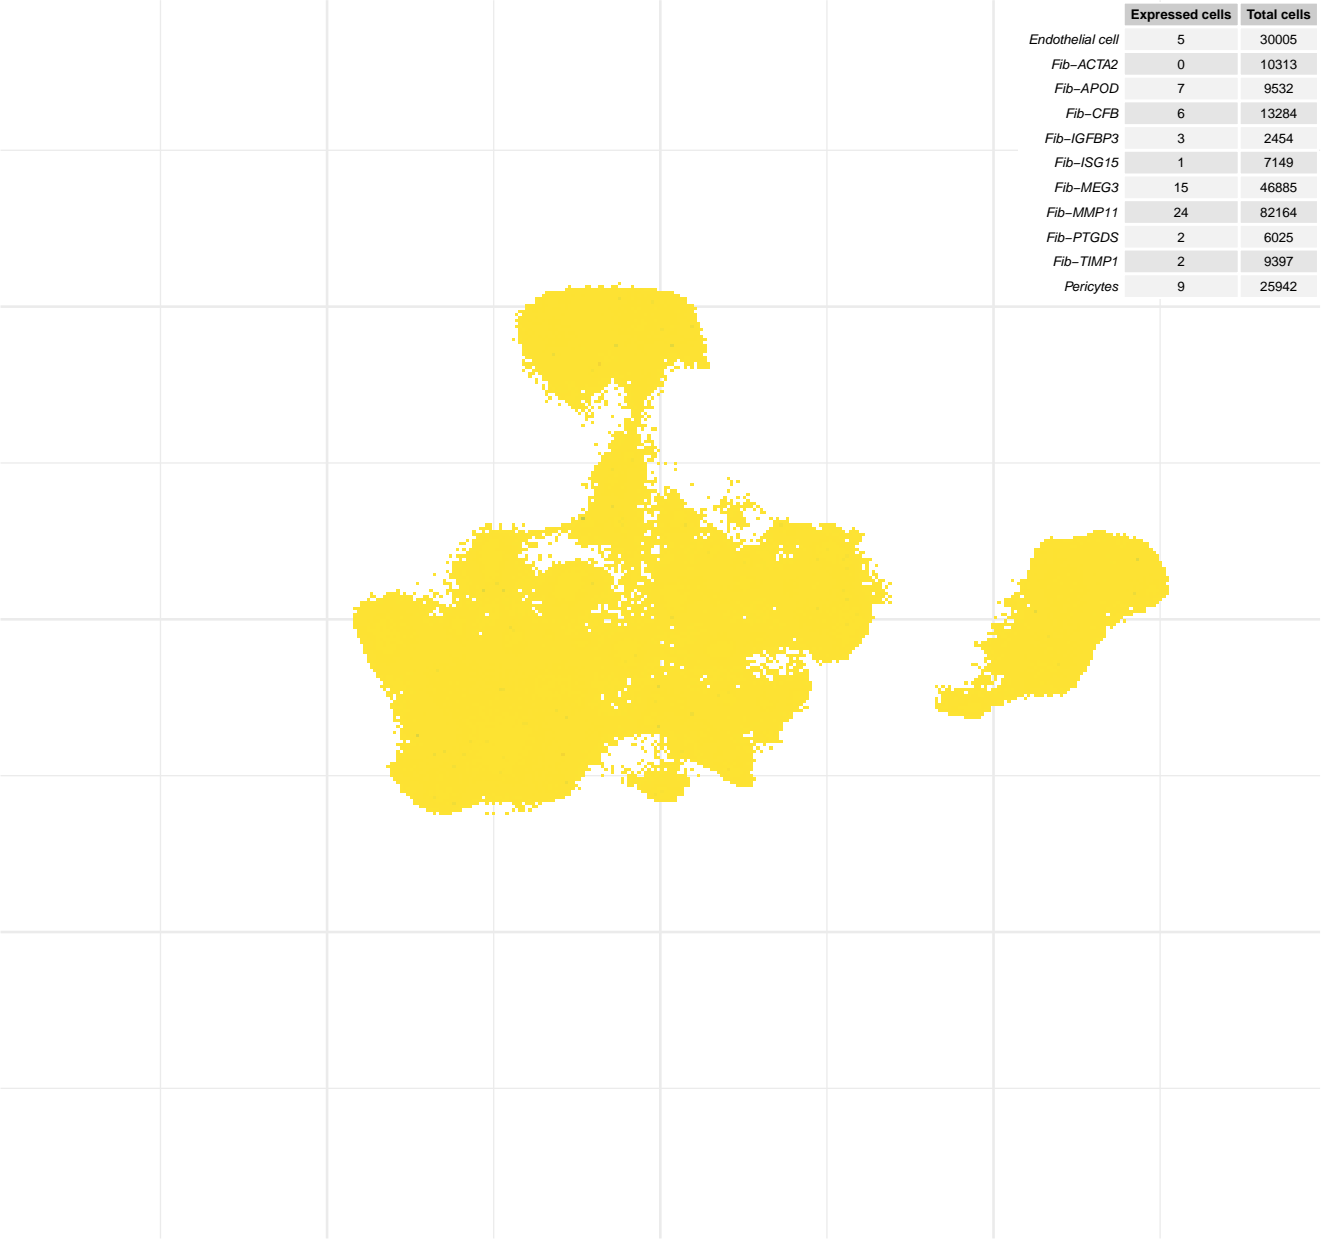 Expressed cells Total cells
Endothelial cell 5 30005
Fib−ACTA2 0 10313
Fib−APOD 7 9532
Fib−CFB 6 13284
Fib−IGFBP3 3 2454
Fib−ISG15 1 7149
Fib−MEG3 15 46885
Fib−MMP11 24 82164
Fib−PTGDS 2 6025
Fib−TIMP1 2 9397
Pericytes 9 25942